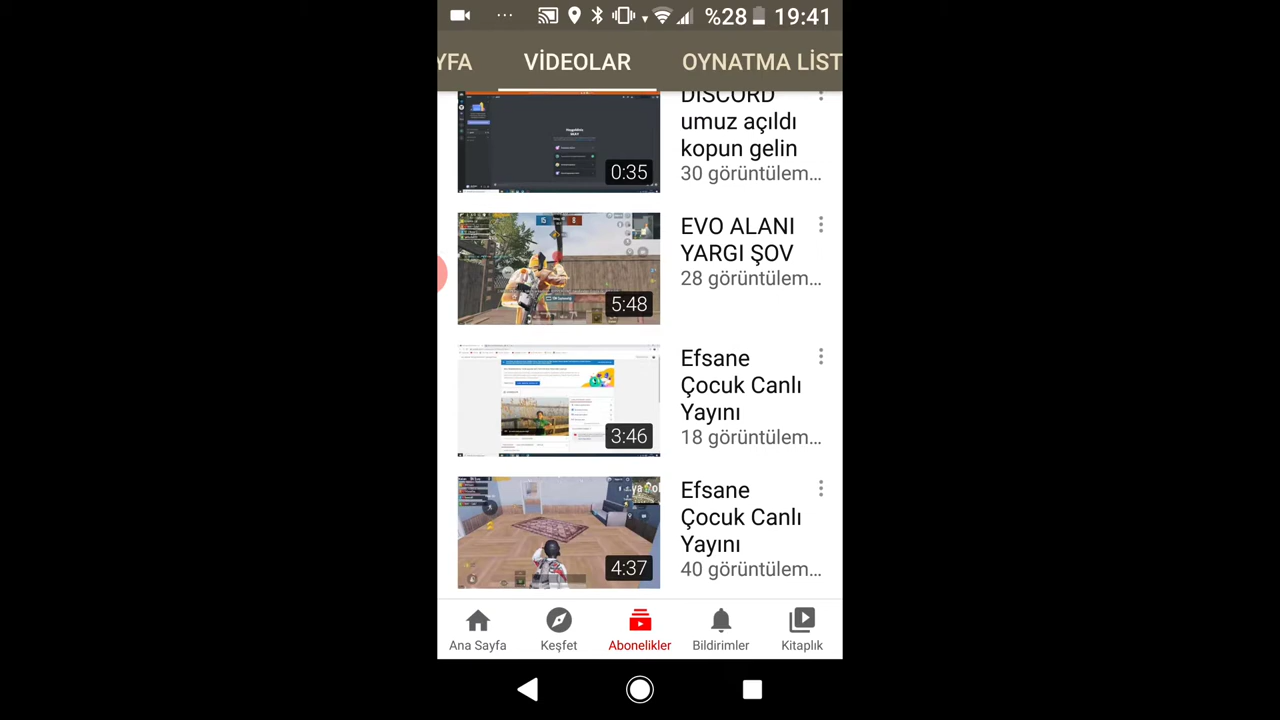 %28 19:41
YFA VİDEOLAR OYNATMA LİST
DISCORD
umuz açıldı
kopun gelin
30 görüntülem...
0:35
EVO ALANI
YARGI ŞOV
28 görüntülem...
5:48
Efsane
Çocuk Canlı
Yayını
18 görüntülem...
3:46
Efsane
Çocuk Canlı
Yayını
40 görüntülem...
4:37
Ana Sayfa Keşfet Abonelikler Bildirimler Kitaplık